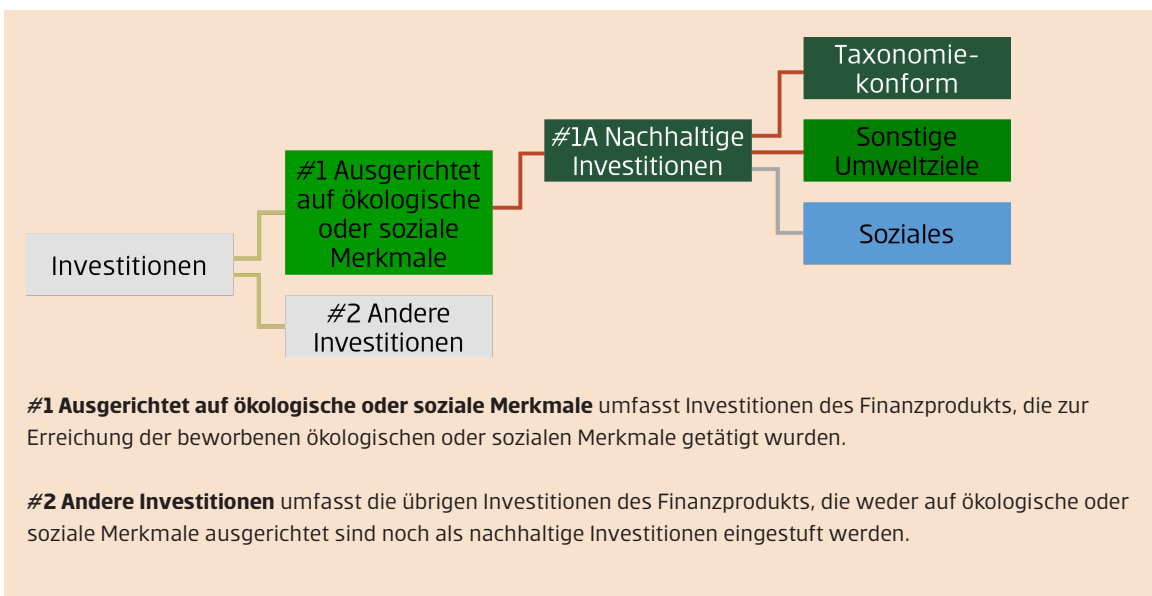 Taxonomie-
konform
#1A Nachhaltige
Investitionen
Sonstige
Umweltziele
#1 Ausgerichtet
auf ökologische
oder soziale
Merkmale
Soziales
Investitionen
#2 Andere
Investitionen
#1 Ausgerichtet auf ökologische oder soziale Merkmale umfasst Investitionen des Finanzprodukts, die zur
Erreichung der beworbenen ökologischen oder sozialen Merkmale getätigt wurden.
#2 Andere Investitionen umfasst die übrigen Investitionen des Finanzprodukts, die weder auf ökologische oder
soziale Merkmale ausgerichtet sind noch als nachhaltige Investitionen eingestuft werden.